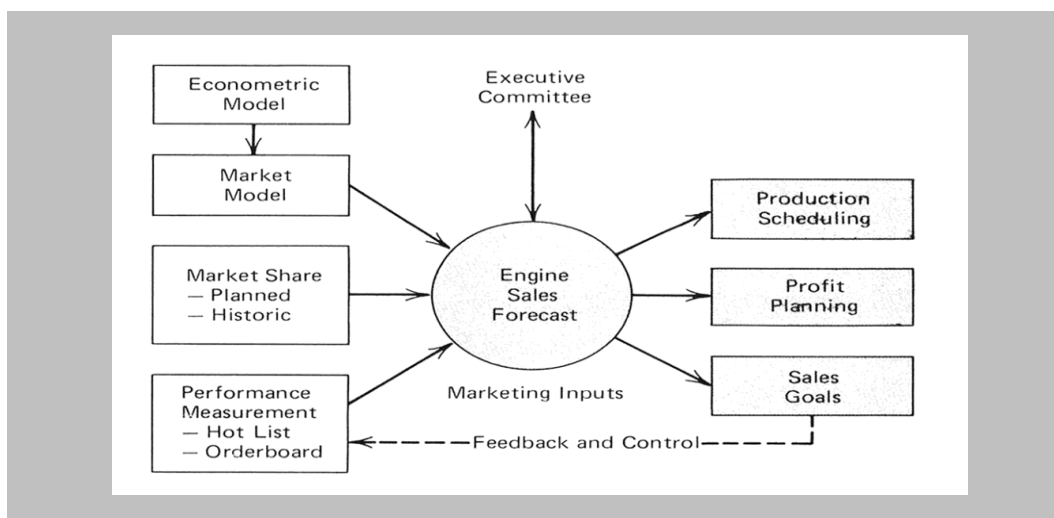 Econometric
Model
Market
Model
Market Share
– Planned
– Historic
Performance
Measurement
– Hot List
– Orderboard
Executive
Committee
Engine
Sales
Forecast
Marketing Inputs
Production
Scheduling
Profit
Planning
Sales
Goals
Feedback and Control